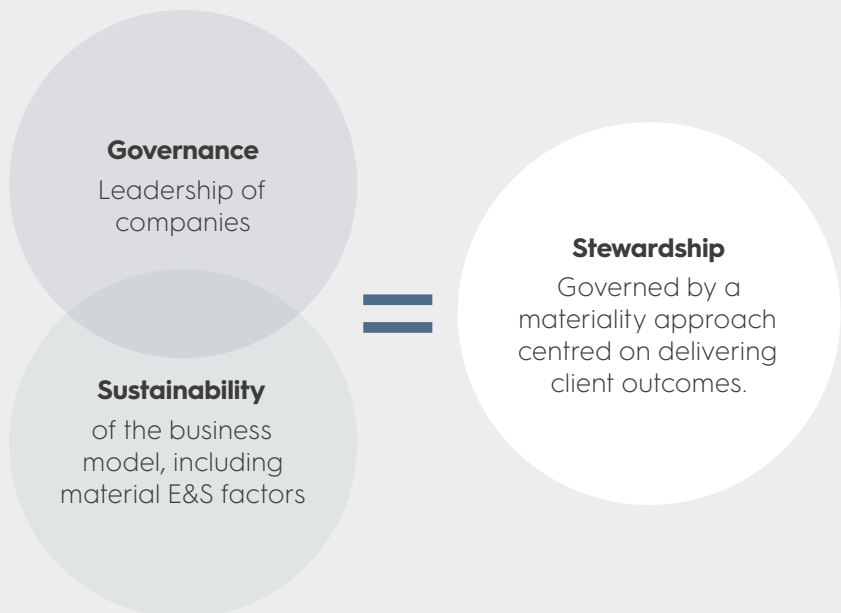 Governance
Leadership of
companies
Sustainability
of the business
model, including
material E&S factors
=
Stewardship
Governed by a
materiality approach
centred on delivering
client outcomes.